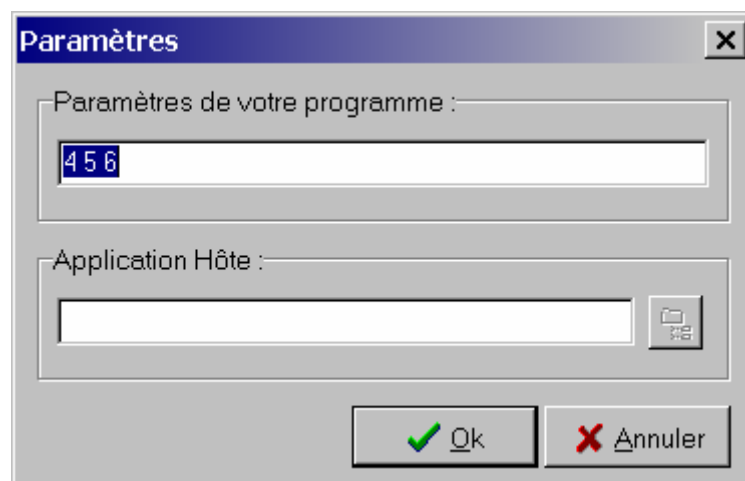 Paramètres
Paramètres de votre programme :
4 5 6
Application Hôte :
Ok
Annuler